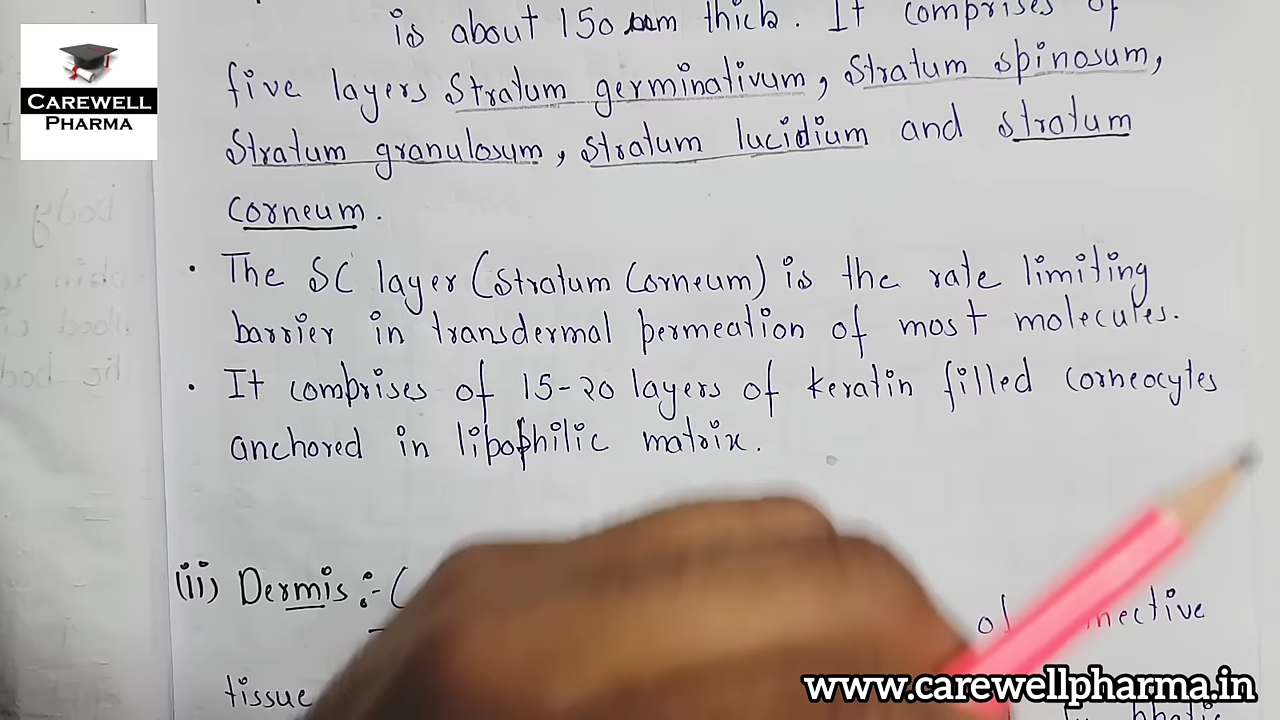 CAREWELL
PHARMA
is about 150 thick. It comprises of
five layers Stratum germinativum, Stratum spinosum,
Stratum granulosum, Stratum lucidium and stratum
Corneum.
• The SC layer (Stratum Corneum) is the rate limiting
barrier in transdermal permeation of most molecules.
• It comprises of 15-20 layers of keratin filled corneocytes
anchored in lipophilic matrix.
(ii) Dermis :- (
of
tissue
www.carewellpharma.in
body